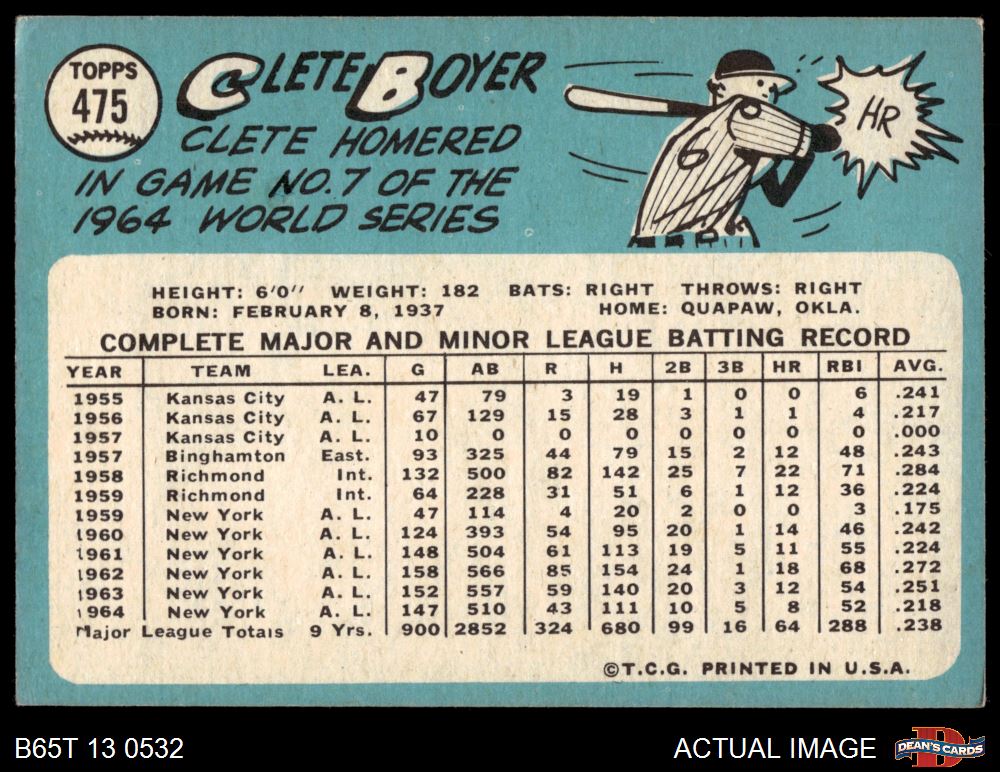 TOPPS
475
CLETE BOYER
CLETE HOMERED
IN GAME NO. 7 OF THE
1964 WORLD SERIES
HR
6
HEIGHT: 6'0" WEIGHT: 182 BATS: RIGHT THROWS: RIGHT
BORN: FEBRUARY 8, 1937 HOME: QUAPAW, OKLA.
COMPLETE MAJOR AND MINOR LEAGUE BATTING RECORD
YEAR TEAM LEA. G AB R H 2B 3B HR RBI AVG.
1955 Kansas City A. L. 47 79 3 19 1 0 0 6 .241
1956 Kansas City A. L. 67 129 15 28 3 1 1 4 .217
1957 Kansas City A. L. 10 0 0 0 0 0 0 0 .000
1957 Binghamton East. 93 325 44 79 15 2 12 48 .243
1958 Richmond Int. 132 500 82 142 25 7 22 71 .284
1959 Richmond Int. 64 228 31 51 6 1 12 36 .224
1959 New York A. L. 47 114 4 20 2 0 0 3 .175
1960 New York A. L. 124 393 54 95 20 1 14 46 .242
1961 New York A. L. 148 504 61 113 19 5 11 55 .224
1962 New York A. L. 158 566 85 154 24 1 18 68 .272
1963 New York A. L. 152 557 59 140 20 3 12 54 .251
1964 New York A. L. 147 510 43 111 10 5 8 52 .218
Major League Totals 9 Yrs. 900 2852 324 680 99 16 64 288 .238
©T.C.G. PRINTED IN U.S.A.
B65T 13 0532 ACTUAL IMAGE
D
DEAN'S CARDS